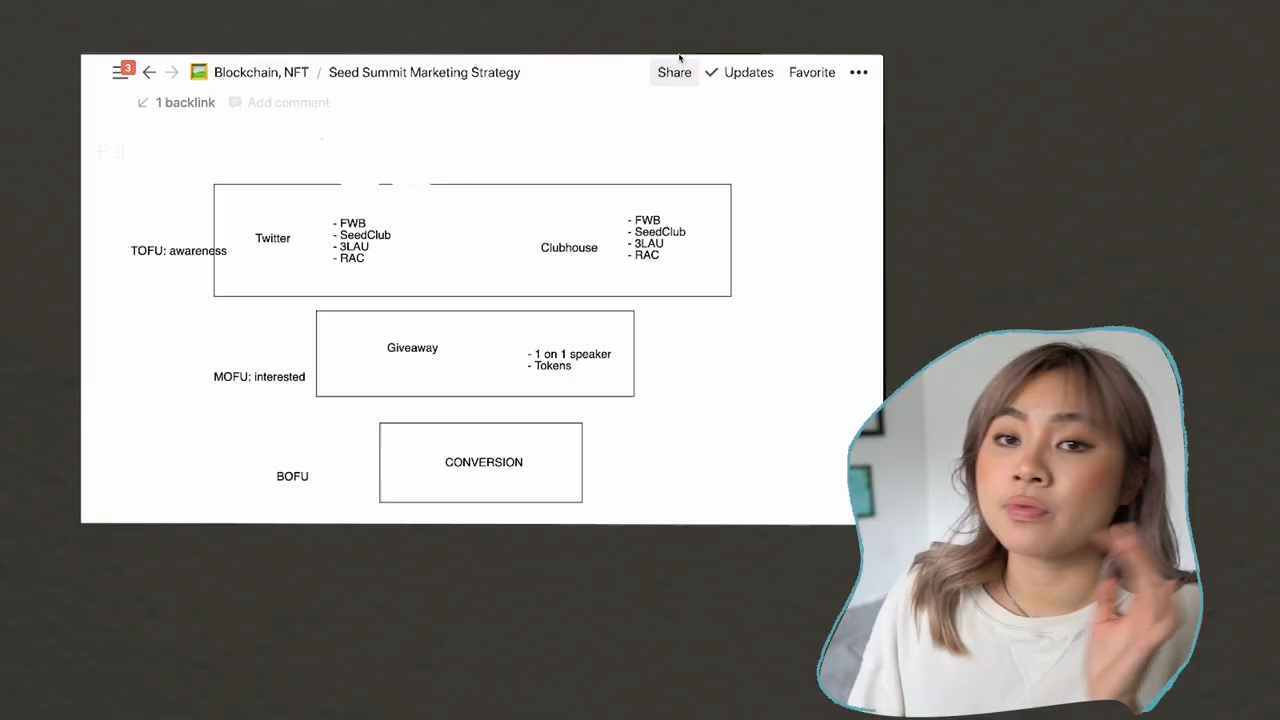 3
Blockchain, NFT / Seed Summit Marketing Strategy
Share
Updates
Favorite
1 backlink
Add comment
TOFU: awareness
Twitter
- FWB
- SeedClub
- 3LAU
- RAC
Clubhouse
- FWB
- SeedClub
- 3LAU
- RAC
MOFU: interested
Giveaway
- 1 on 1 speaker
- Tokens
BOFU
CONVERSION